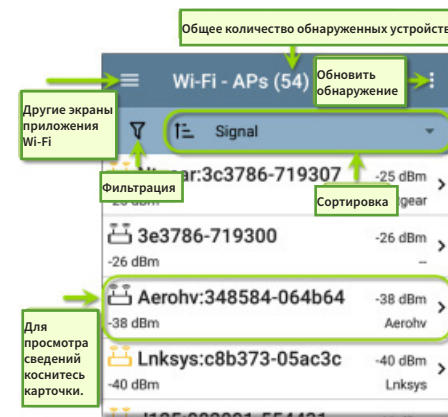 Общее количество обнаруженных устройств
Wi-Fi - APs (54)
Обновить
обнаружение
Другие экраны
приложения
Wi-Fi
Signal
Фильтрация
Сортировка
:3c3786-719307 -25 dBm
3e3786-719300 -26 dBm
-26 dBm --
Aerohv:348584-064b64 -38 dBm
-38 dBm Aerohv
Для
просмотра
сведений
коснитесь
карточки.
Lnksys:c8b373-05ac3c -40 dBm
-40 dBm Lnksys